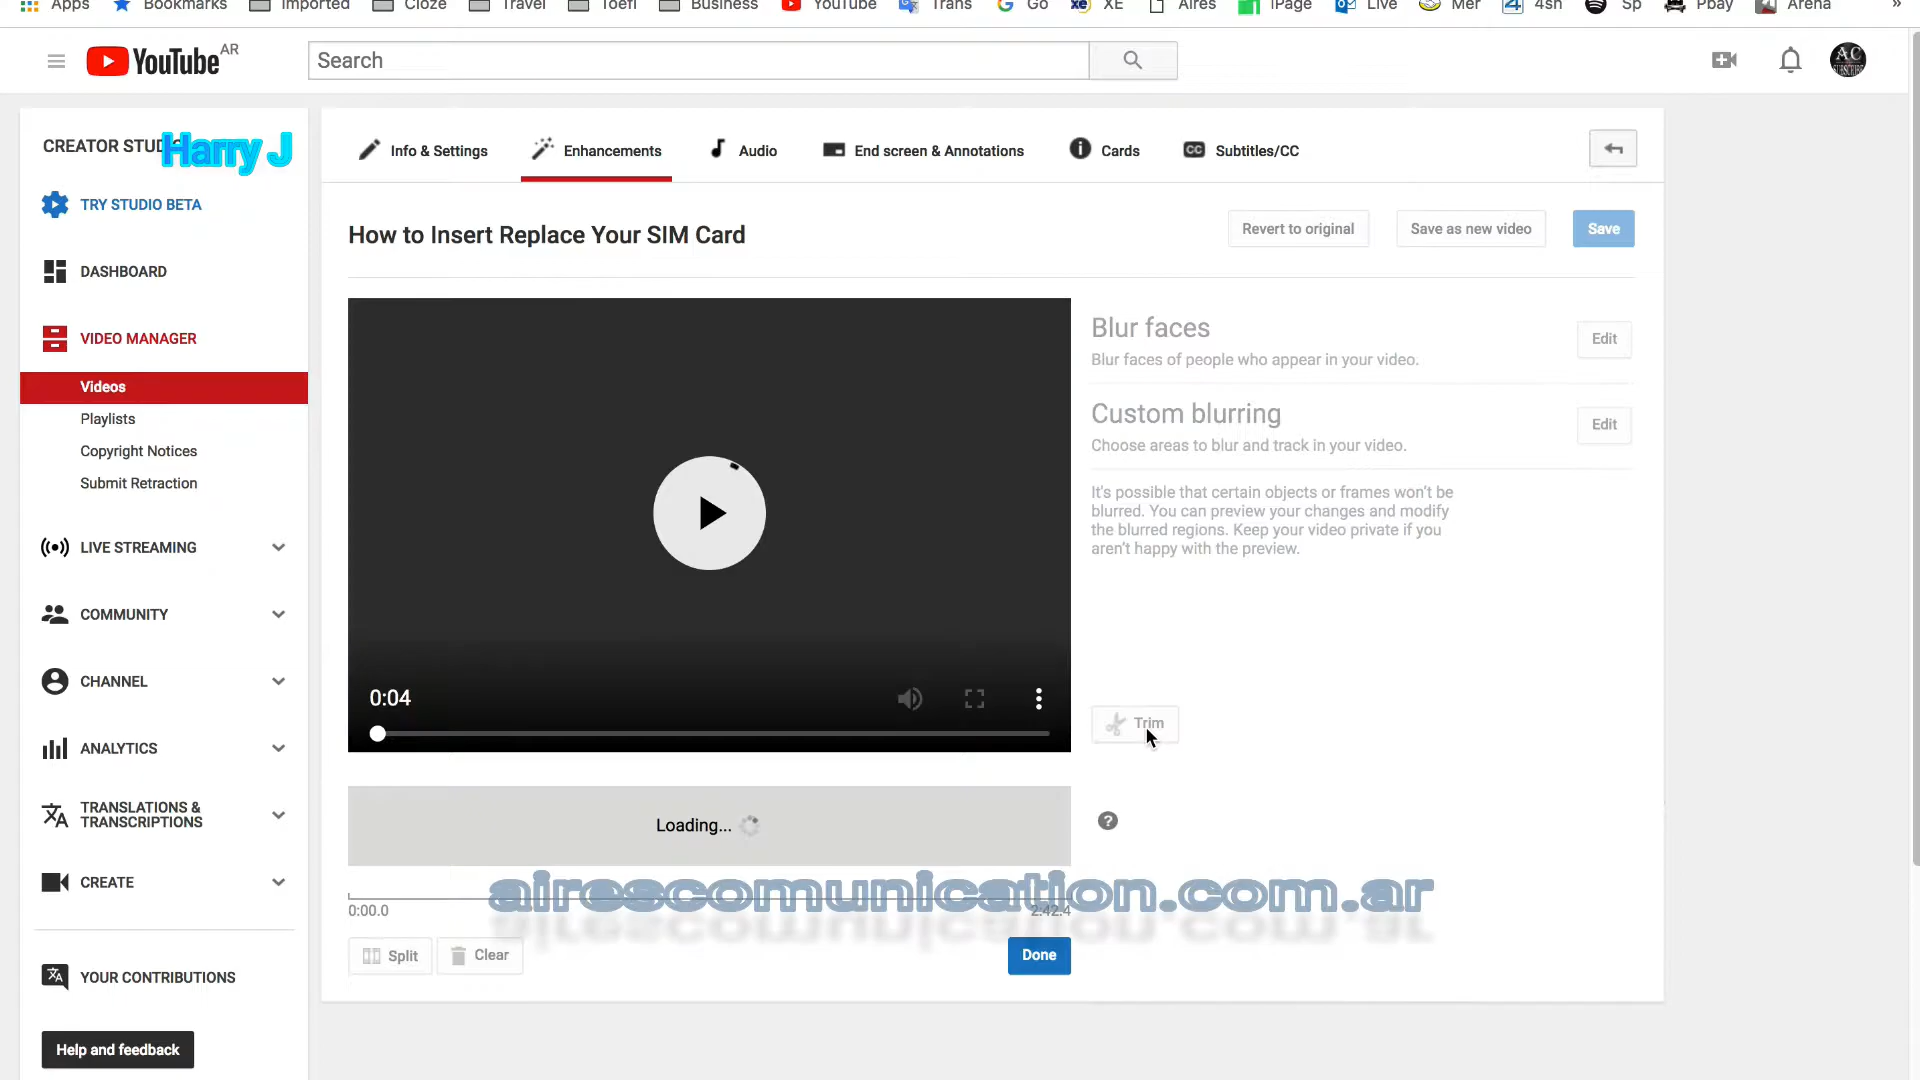 Apps Bookmarks Imported Cloze Travel Toefl Business YouTube Trans Go XE Aires iPage Live Mer 4sh Sp Pbay Arena »
YouTube AR
Search
CREATOR STUD
Harry J
TRY STUDIO BETA
DASHBOARD
VIDEO MANAGER
Videos
Playlists
Copyright Notices
Submit Retraction
LIVE STREAMING
COMMUNITY
CHANNEL
ANALYTICS
TRANSLATIONS &
TRANSCRIPTIONS
CREATE
YOUR CONTRIBUTIONS
Help and feedback
Info & Settings Enhancements Audio End screen & Annotations Cards CC Subtitles/CC
How to Insert Replace Your SIM Card
Revert to original Save as new video Save
Blur faces
Blur faces of people who appear in your video.
Edit
Custom blurring
Choose areas to blur and track in your video.
Edit
It's possible that certain objects or frames won't be
blurred. You can preview your changes and modify
the blurred regions. Keep your video private if you
aren't happy with the preview.
0:04
Trim
Loading...
?
airescomunication.com.ar
0:00.0 2:42.4
Split Clear Done